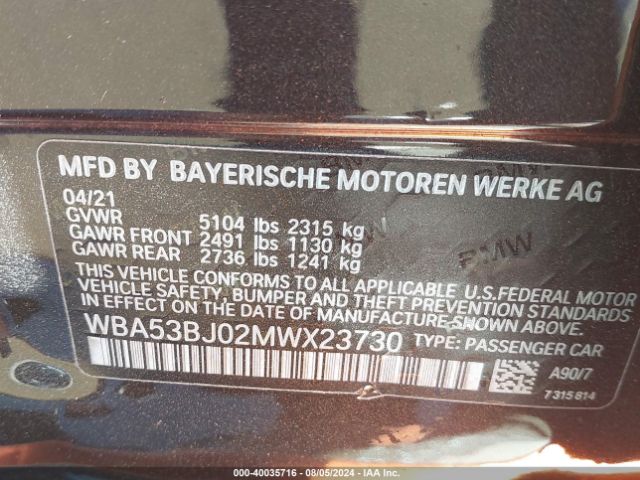 MFD BY BAYERISCHE MOTOREN WERKE AG
04/21
GVWR 5104 lbs 2315 kg
GAWR FRONT 2491 lbs 1130 kg
GAWR REAR 2736 lbs 1241 kg
THIS VEHICLE CONFORMS TO ALL APPLICABLE U.S.FEDERAL MOTOR
VEHICLE SAFETY, BUMPER AND THEFT PREVENTION STANDARDS
IN EFFECT ON THE DATE OF MANUFACTURE SHOWN ABOVE.
WBA53BJ02MWX23730 TYPE: PASSENGER CAR
A90/7
7315814
BMW
000-40035716 - 08/05/2024 - IAA Inc.